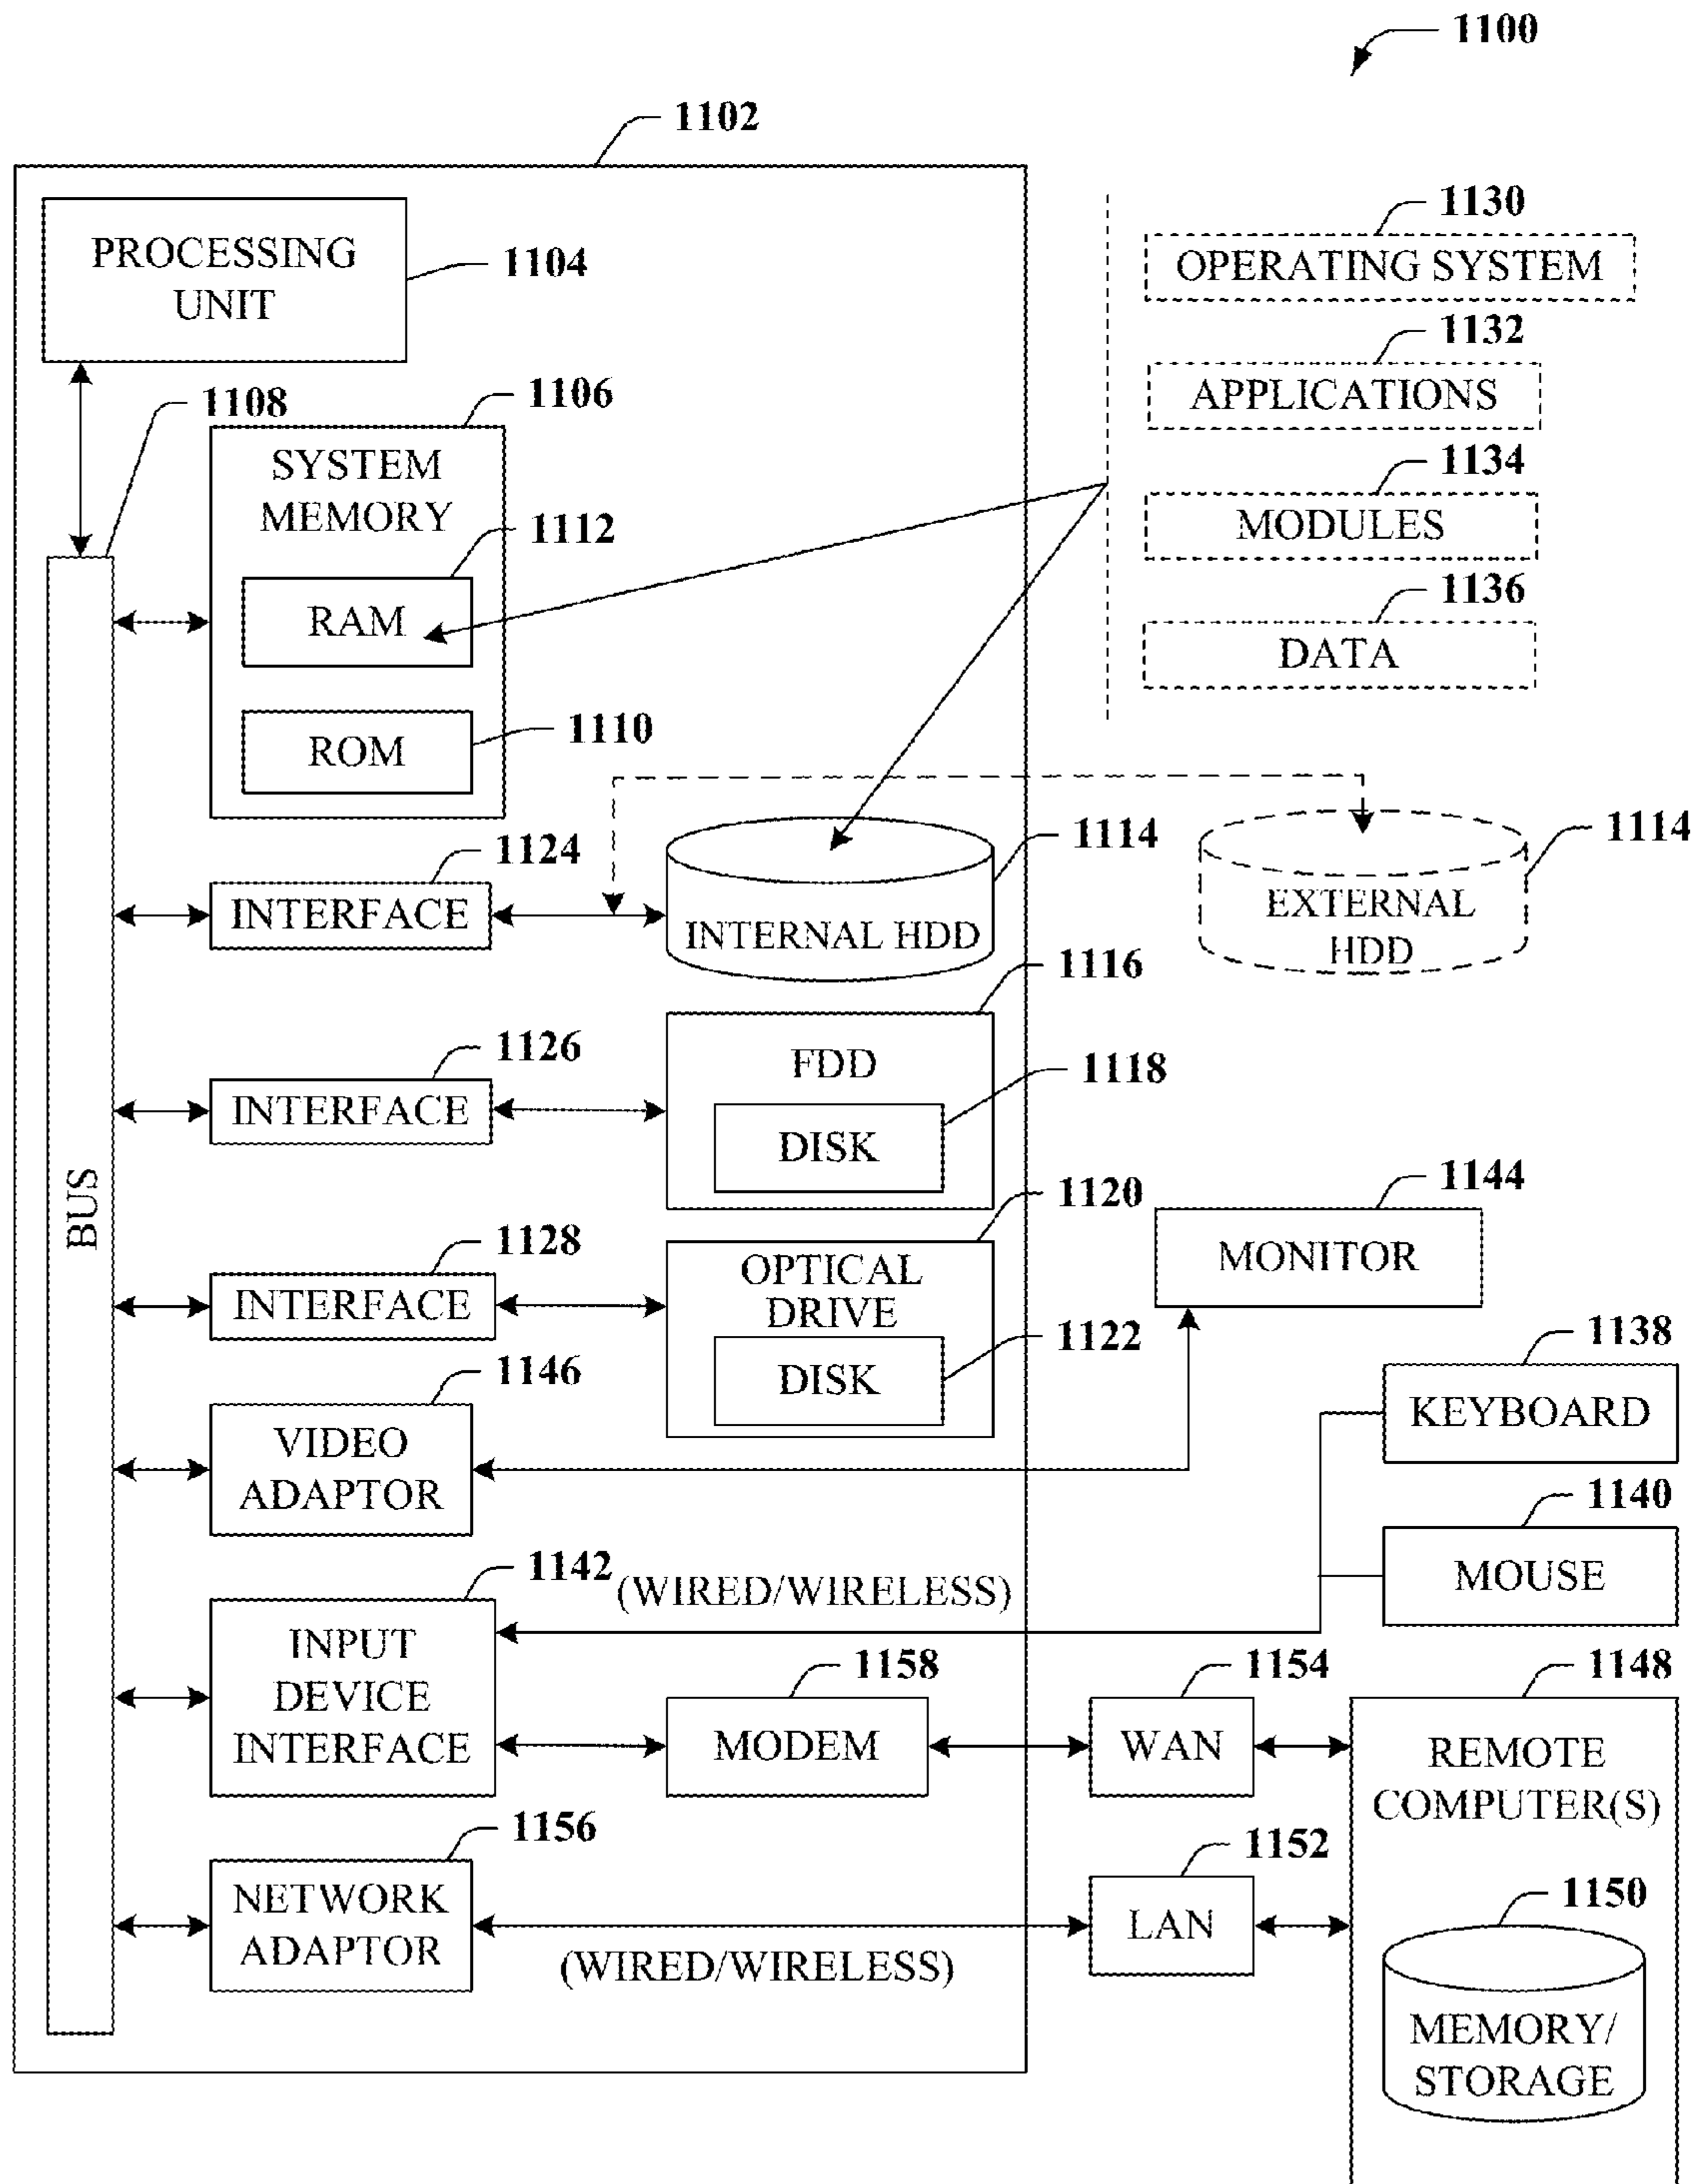 1100
1102
PROCESSING
UNIT
1104
1130
OPERATING SYSTEM
1132
APPLICATIONS
1134
MODULES
1136
DATA
1108
1106
SYSTEM
MEMORY
1112
RAM
1110
ROM
BUS
1124
INTERFACE
1114
INTERNAL HDD
1114
EXTERNAL
HDD
1126
INTERFACE
1116
FDD
1118
DISK
1128
INTERFACE
1120
OPTICAL
DRIVE
1122
DISK
1144
MONITOR
1146
VIDEO
ADAPTOR
1138
KEYBOARD
1140
MOUSE
1142
(WIRED/WIRELESS)
INPUT
DEVICE
INTERFACE
1158
MODEM
1154
WAN
1148
REMOTE
COMPUTER(S)
1156
NETWORK
ADAPTOR
(WIRED/WIRELESS)
1152
LAN
1150
MEMORY/
STORAGE